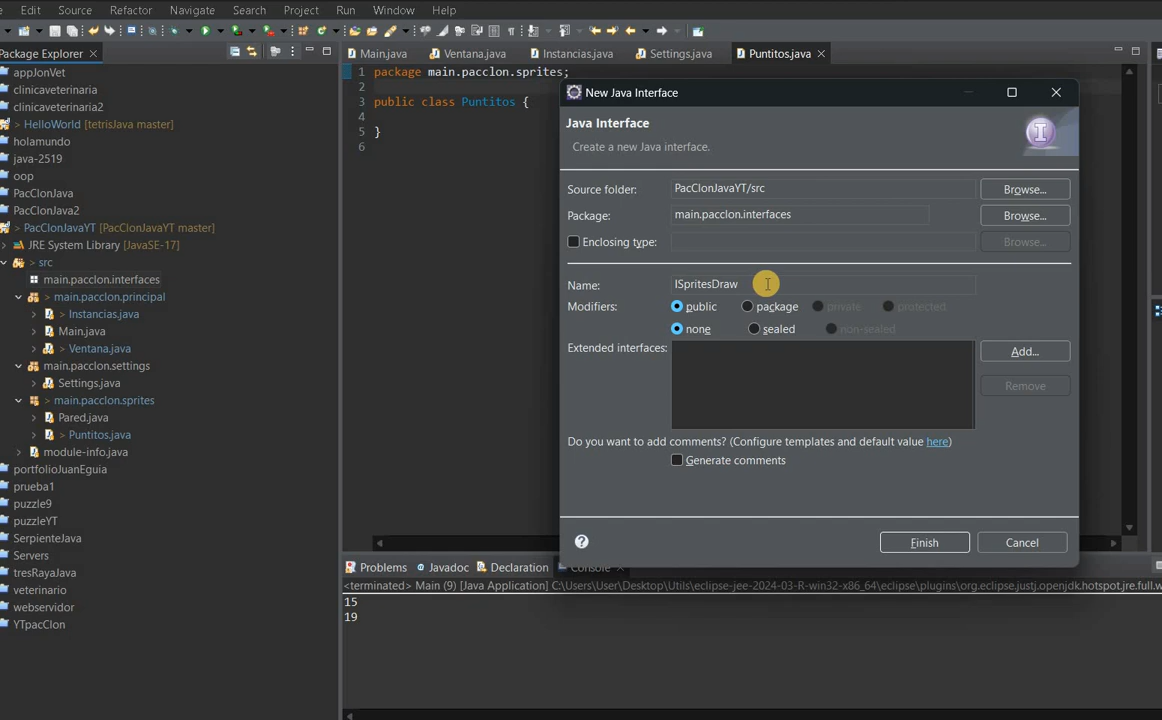 Edit Source Refactor Navigate Search Project Run Window Help
Package Explorer
appJonVet
clinicaveterinaria
clinicaveterinaria2
> HelloWorld [tetrisJava master]
holamundo
java-2519
oop
PacClonJava
PacClonJava2
> PacClonJavaYT [PacClonJavaYT master]
JRE System Library [JavaSE-17]
> src
main.pacclon.interfaces
> main.pacclon.principal
> Instancias.java
Main.java
> Ventana.java
main.pacclon.settings
Settings.java
> main.pacclon.sprites
Pared.java
> Puntitos.java
module-info.java
portfolioJuanEguia
prueba1
puzzle9
puzzleYT
SerpienteJava
Servers
tresRayaJava
veterinario
webservidor
YTpacClon
Main.java Ventana.java Instancias.java Settings.java Puntitos.java
1 package main.pacclon.sprites;
2
3 public class Puntitos {
4
5 }
6
New Java Interface
Java Interface
Create a new Java interface.
Source folder: PacClonJavaYT/src Browse...
Package: main.pacclon.interfaces Browse...
Enclosing type: Browse...
Name: ISpritesDraw
Modifiers: public package private protected
none sealed non-sealed
Extended interfaces: Add...
Remove
Do you want to add comments? (Configure templates and default value here)
Generate comments
Finish Cancel
Problems Javadoc Declaration Console
<terminated> Main (9) [Java Application] C:\Users\User\Desktop\Utils\eclipse-jee-2024-03-R-win32-x86_64\eclipse\plugins\org.eclipse.justj.openjdk.hotspot.jre.full.w
15
19